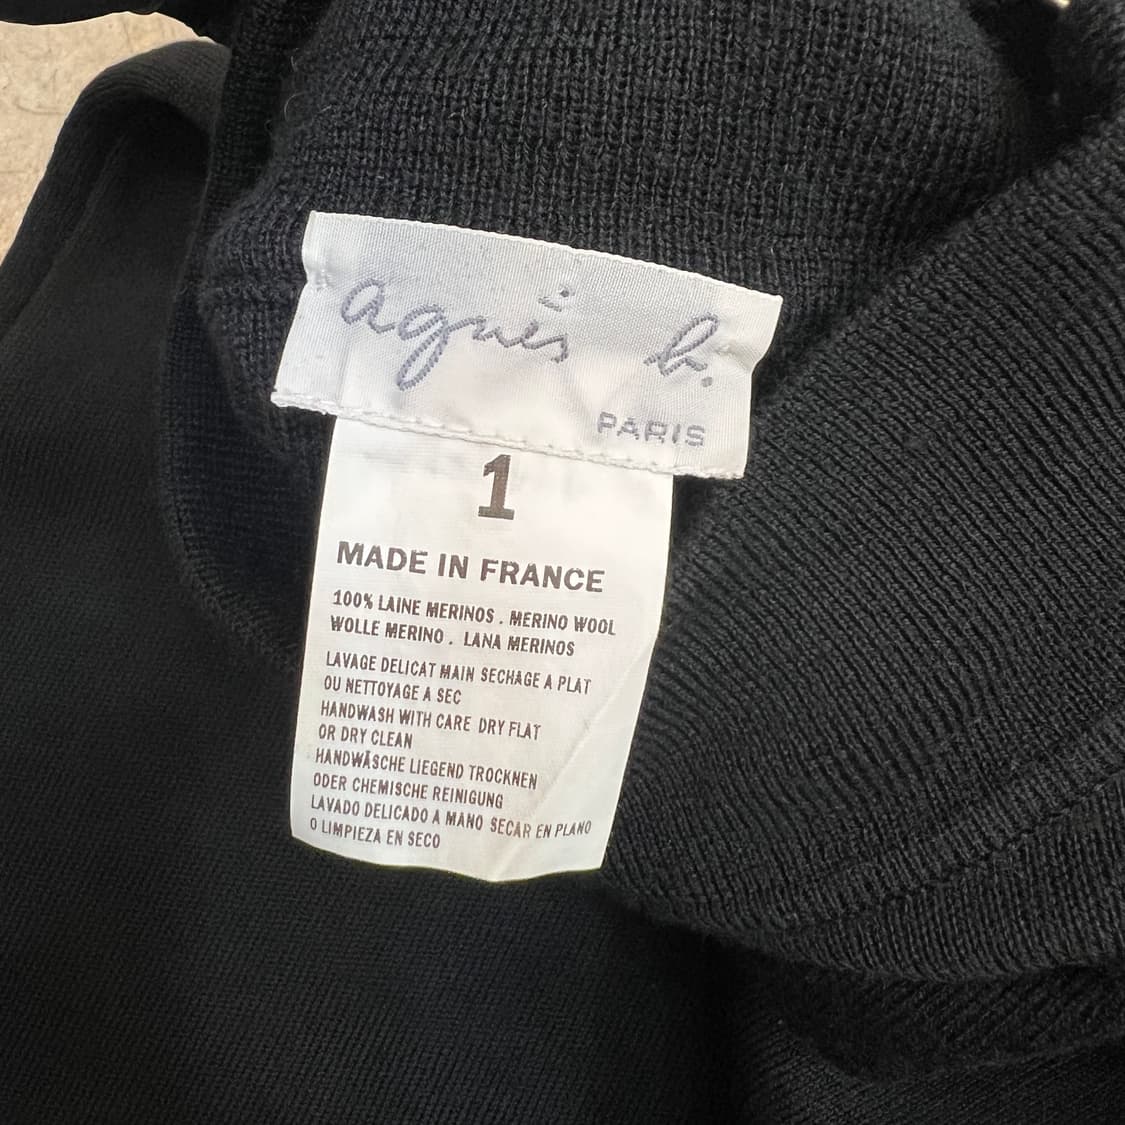 agnès b.
PARIS
1
MADE IN FRANCE
100% LAINE MERINOS . MERINO WOOL
WOLLE MERINO . LANA MERINOS
LAVAGE DELICAT MAIN SECHAGE A PLAT
OU NETTOYAGE A SEC
HANDWASH WITH CARE DRY FLAT
OR DRY CLEAN
HANDWÄSCHE LIEGEND TROCKNEN
ODER CHEMISCHE REINIGUNG
LAVADO DELICADO A MANO SECAR EN PLANO
O LIMPIEZA EN SECO